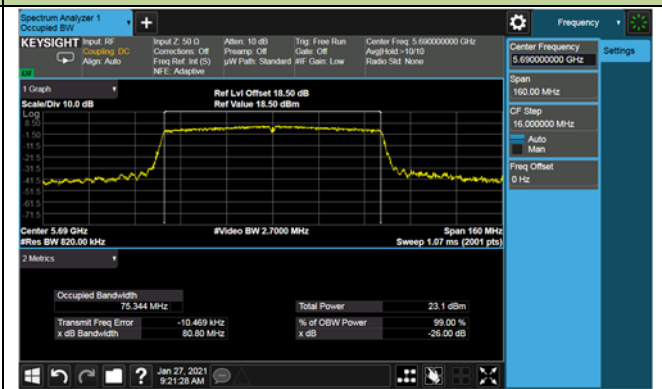 Spectrum Analyzer 1
Occupied BW
Frequency
KEYSIGHT
Input: RF
Coupling: DC
Align: Auto
Input Z: 50 Ω
Corrections: Off
Freq Ref: Int (S)
NFE: Adaptive
Atten: 10 dB
Preamp: Off
µW Path: Standard
Trig: Free Run
Gate: Off
#IF Gain: Low
Center Freq: 5.690000000 GHz
Avg|Hold:>10/10
Radio Std: None
Center Frequency
5.690000000 GHz
Settings
Span
160.00 MHz
CF Step
16.000000 MHz
Auto
Man
Freq Offset
0 Hz
1 Graph
Scale/Div 10.0 dB
Ref Lvl Offset 18.50 dB
Ref Value 18.50 dBm
Log
8.50
-1.50
-11.5
-21.5
-31.5
-41.5
-51.5
-61.5
-71.5
Center 5.69 GHz
#Video BW 2.7000 MHz
Span 160 MHz
#Res BW 820.00 kHz
Sweep 1.07 ms (2001 pts)
2 Metrics
Occupied Bandwidth
75.344 MHz
Total Power 23.1 dBm
Transmit Freq Error -10.469 kHz
% of OBW Power 99.00 %
x dB Bandwidth 80.80 MHz
x dB -26.00 dB
Jan 27, 2021
9:21:28 AM